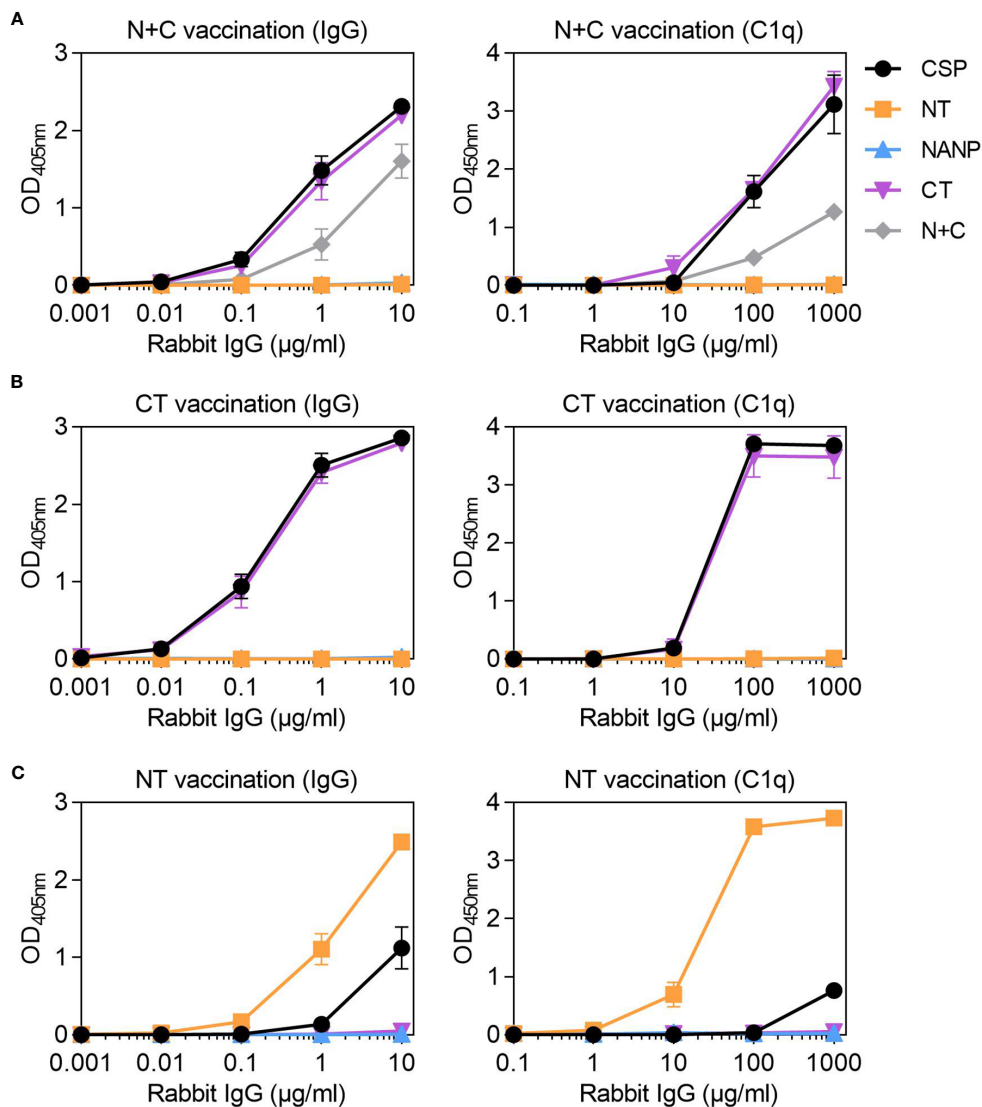 A
N+C vaccination (IgG)
N+C vaccination (C1q)
3
2
1
0
OD405nm
0.001 0.01 0.1 1 10
Rabbit IgG (µg/ml)
4
3
2
1
0
OD450nm
0.1 1 10 100 1000
Rabbit IgG (µg/ml)
CSP
NT
NANP
CT
N+C
B
CT vaccination (IgG)
CT vaccination (C1q)
3
2
1
0
OD405nm
0.001 0.01 0.1 1 10
Rabbit IgG (µg/ml)
4
3
2
1
0
OD450nm
0.1 1 10 100 1000
Rabbit IgG (µg/ml)
C
NT vaccination (IgG)
NT vaccination (C1q)
3
2
1
0
OD405nm
0.001 0.01 0.1 1 10
Rabbit IgG (µg/ml)
4
3
2
1
0
OD450nm
0.1 1 10 100 1000
Rabbit IgG (µg/ml)